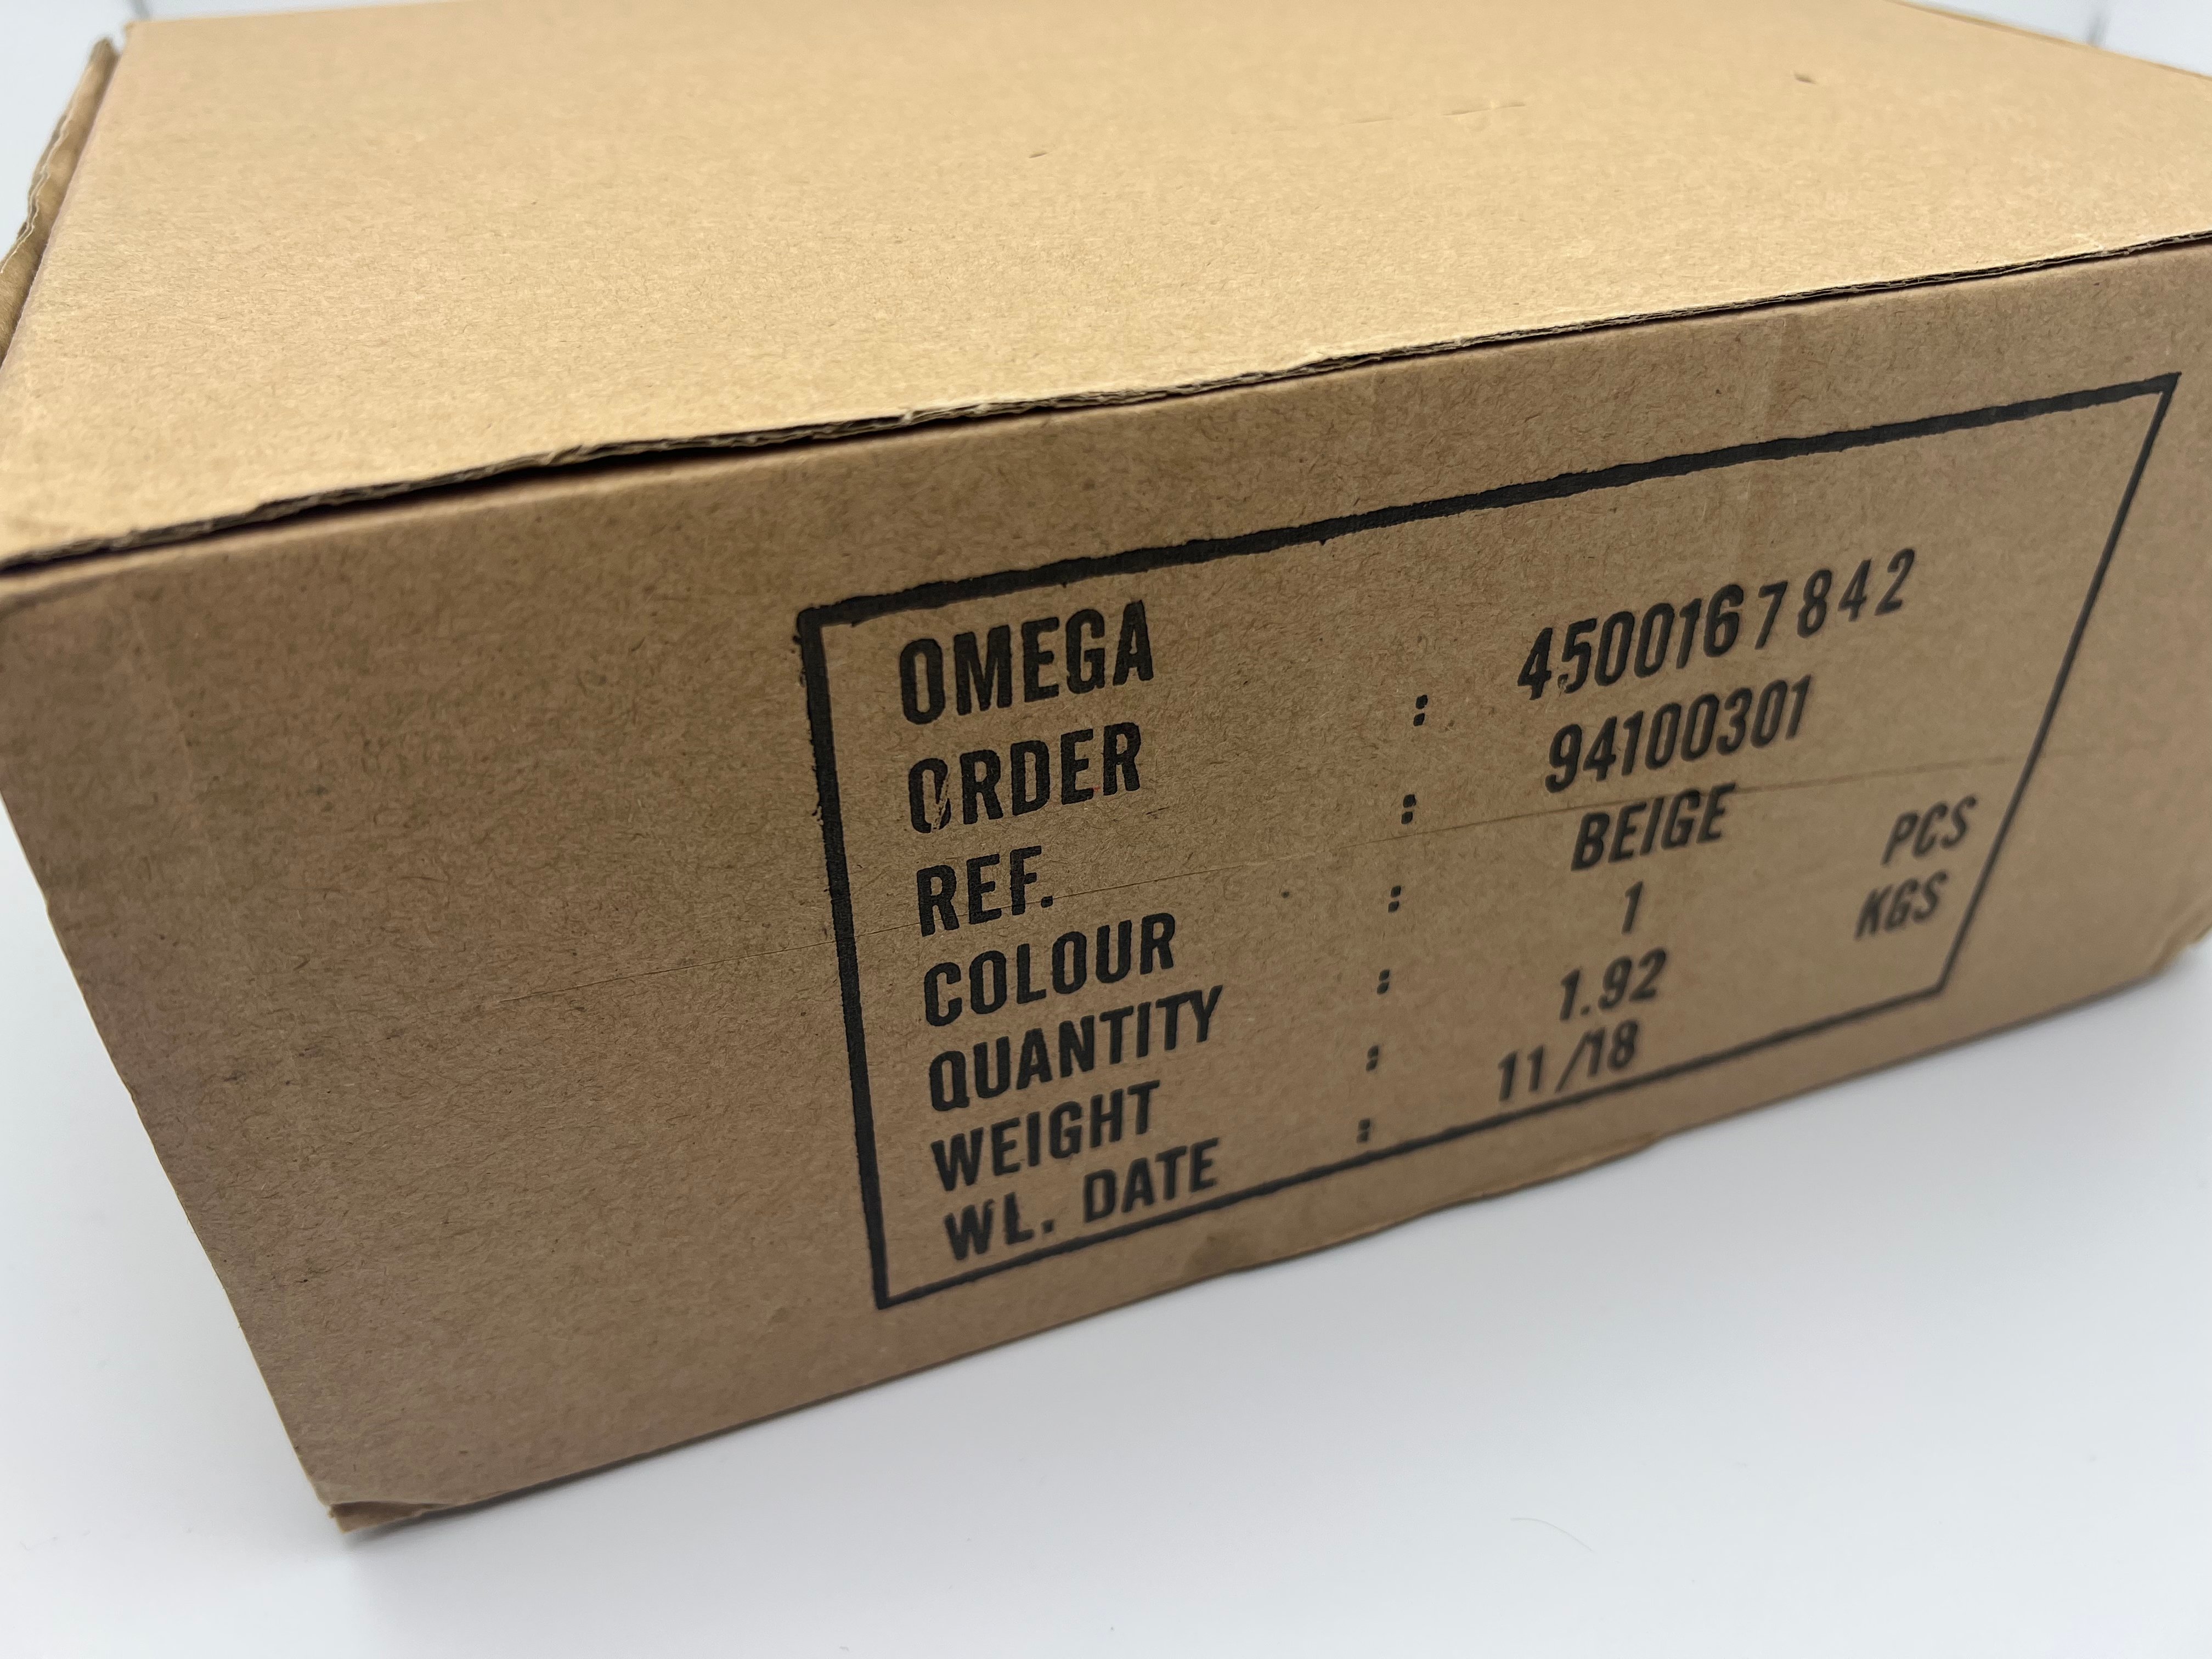 OMEGA
ORDER : 4500167842
REF. : 94100301
COLOUR : BEIGE
QUANTITY : 1 PCS
WEIGHT : 1.92 KGS
WL. DATE : 11/18